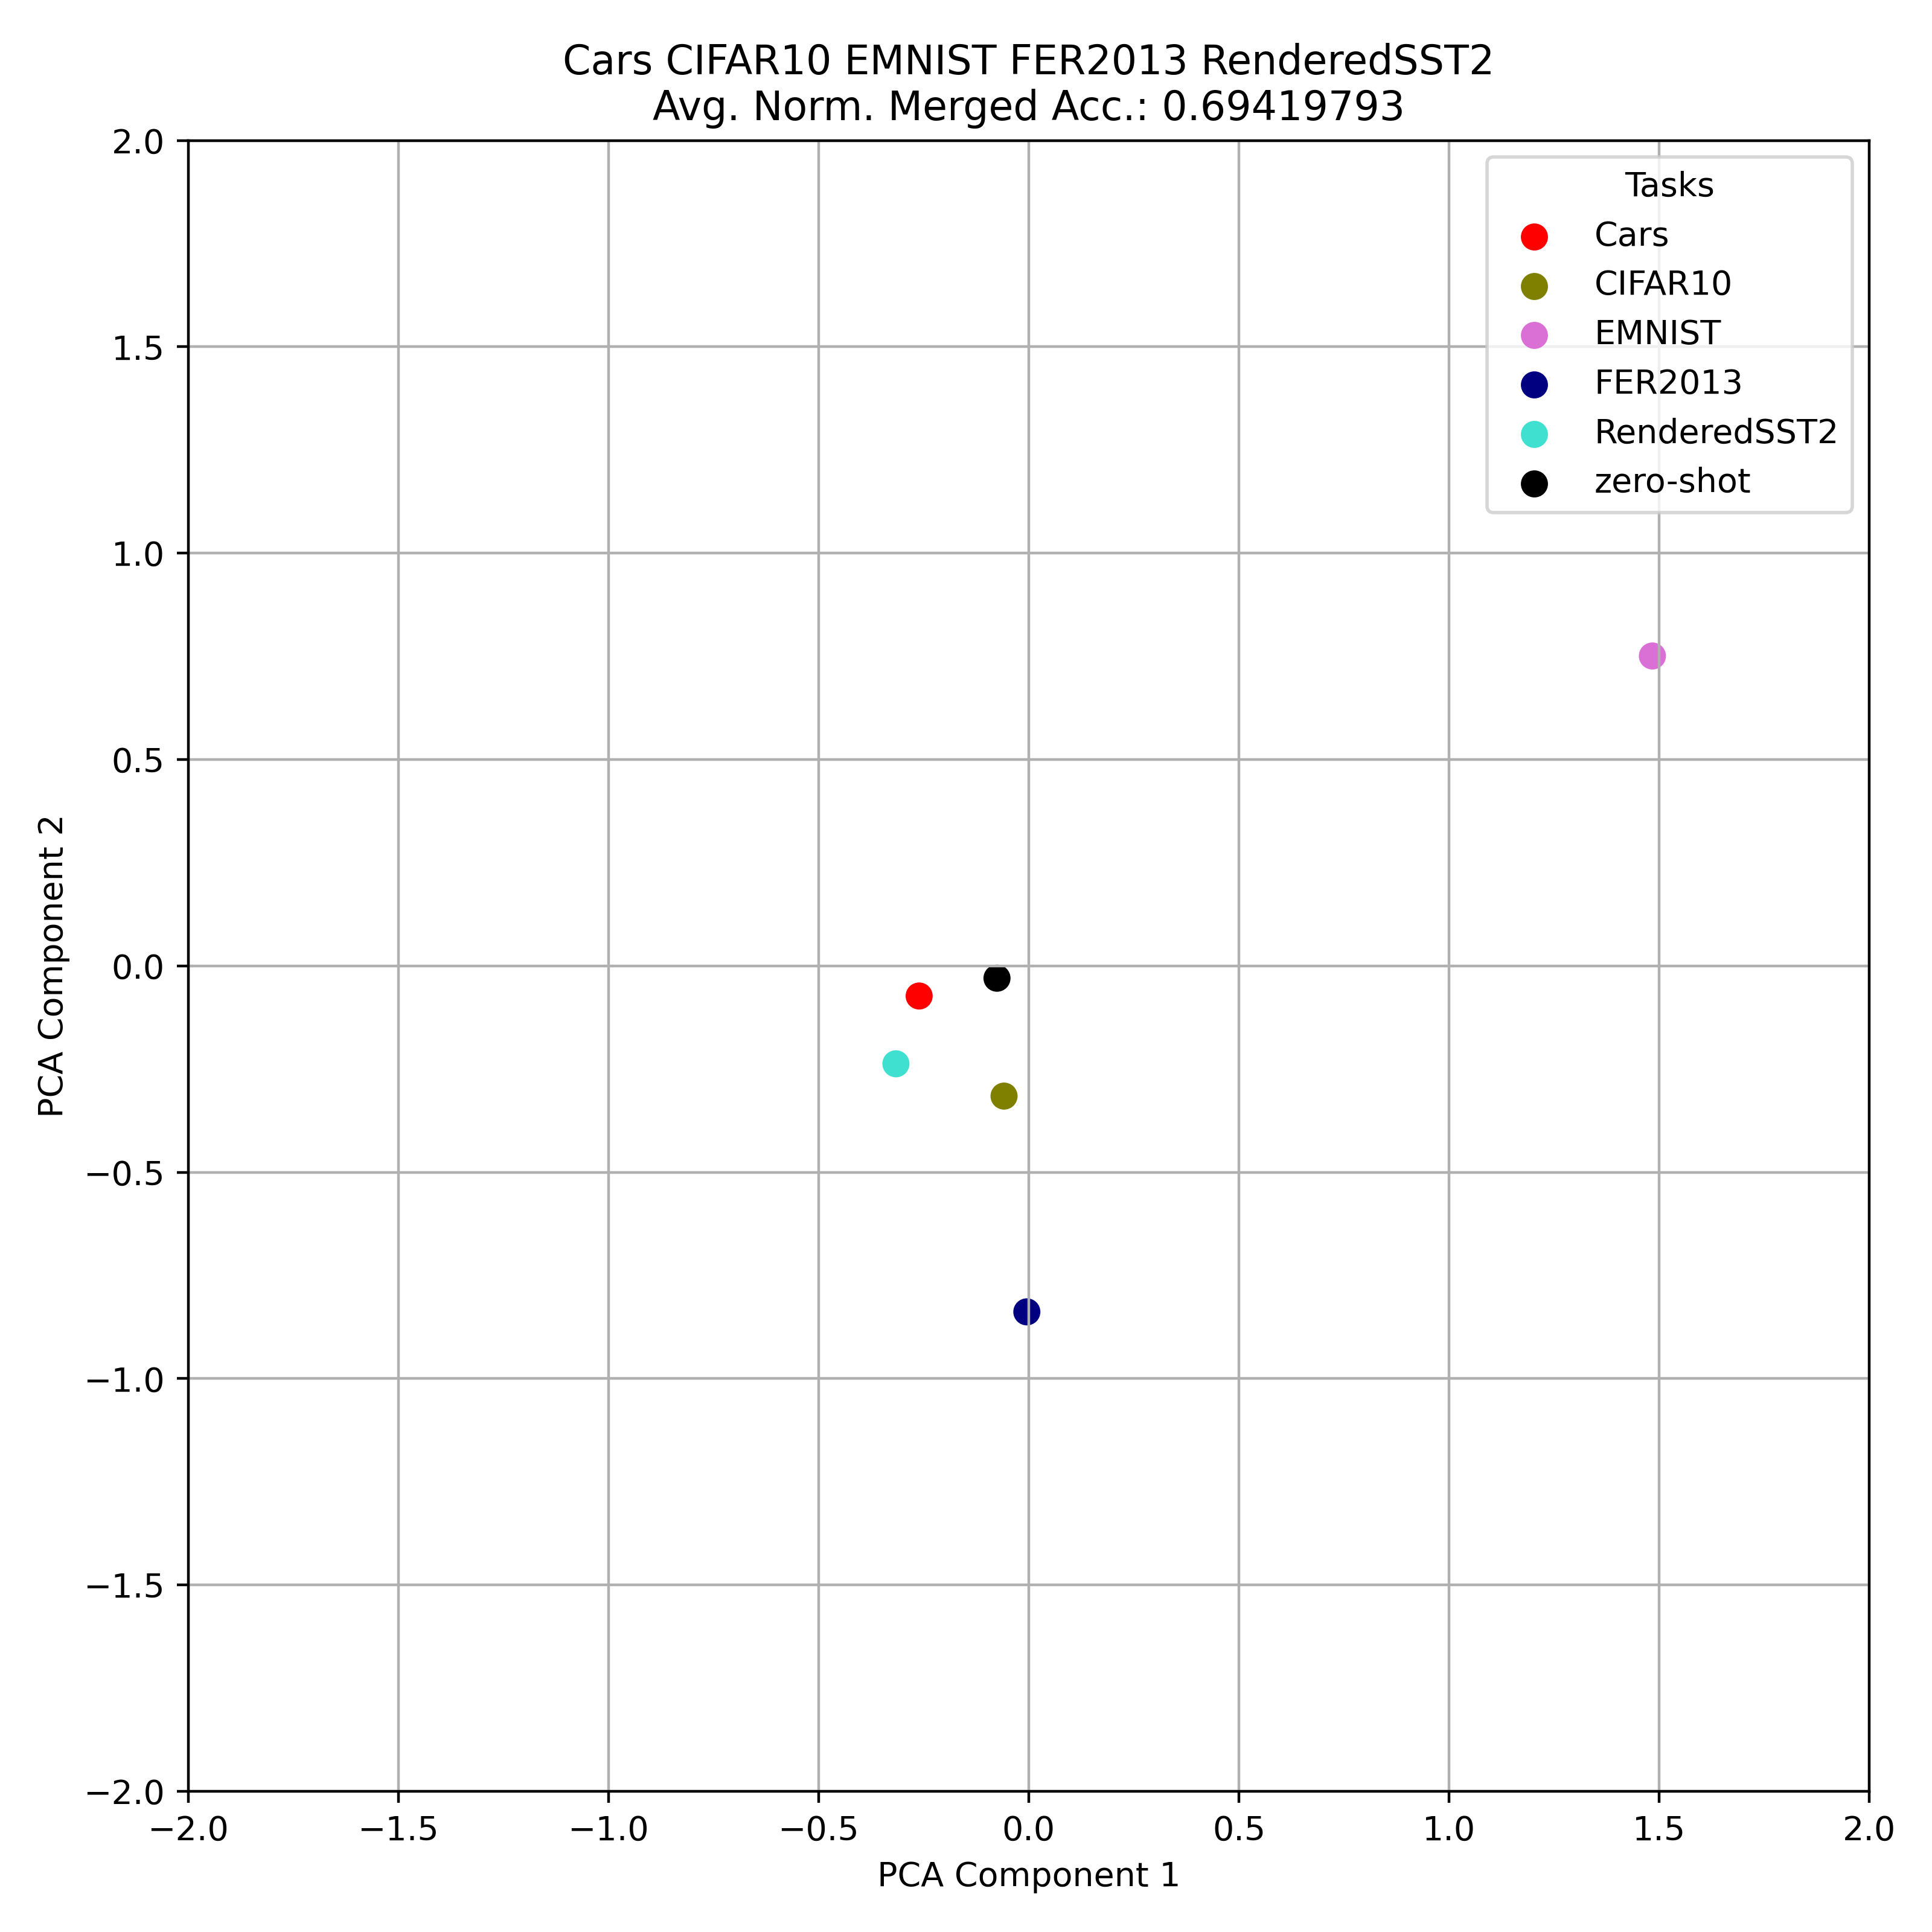 Cars CIFAR10 EMNIST FER2013 RenderedSST2
Avg. Norm. Merged Acc.: 0.69419793
Tasks
Cars
CIFAR10
EMNIST
FER2013
RenderedSST2
zero-shot
PCA Component 2
2.0
1.5
1.0
0.5
0.0
−0.5
−1.0
−1.5
−2.0
−2.0 −1.5 −1.0 −0.5 0.0 0.5 1.0 1.5 2.0
PCA Component 1